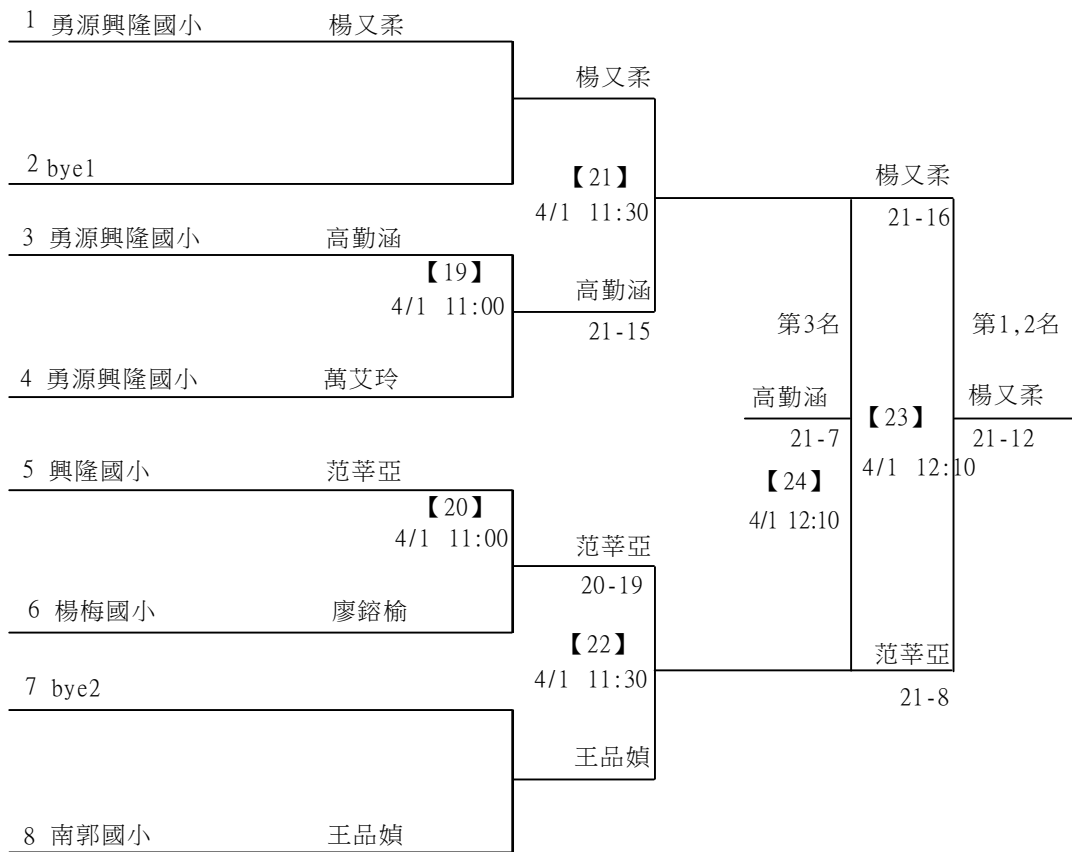 1 勇源興隆國小 楊又柔
楊又柔
2 bye1
【21】
4/1 11:30
楊又柔
21-16
3 勇源興隆國小 高勤涵
【19】
4/1 11:00
高勤涵
21-15
第3名
第1,2名
4 勇源興隆國小 萬艾玲
高勤涵
21-7
【23】
4/1 12:10
楊又柔
21-12
5 興隆國小 范莘亞
【20】
4/1 11:00
【24】
4/1 12:10
范莘亞
20-19
6 楊梅國小 廖鎔榆
【22】
4/1 11:30
范莘亞
21-8
7 bye2
王品媜
8 南郭國小 王品媜